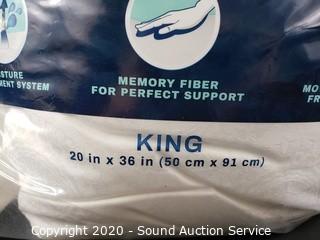 STURE
MENT SYSTEM
MEMORY FIBER
FOR PERFECT SUPPORT
MO
FR
KING
20 in x 36 in (50 cm x 91 cm)
Copyright 2020 - Sound Auction Service